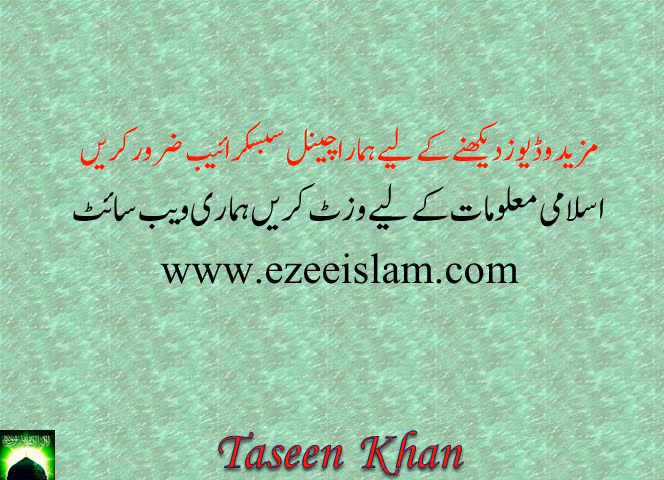 مزید وڈیوز دیکھنے کے لیے ہمارا چینل سبسکرائیب ضرور کریں
اسلامی معلومات کے لیے وزٹ کریں ہماری ویب سائٹ
www.ezeeislam.com
Taseen Khan